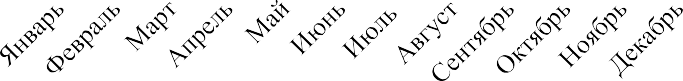 Январь
Февраль
Март
Апрель
Май
Июнь
Июль
Август
Сентябрь
Октябрь
Ноябрь
Декабрь